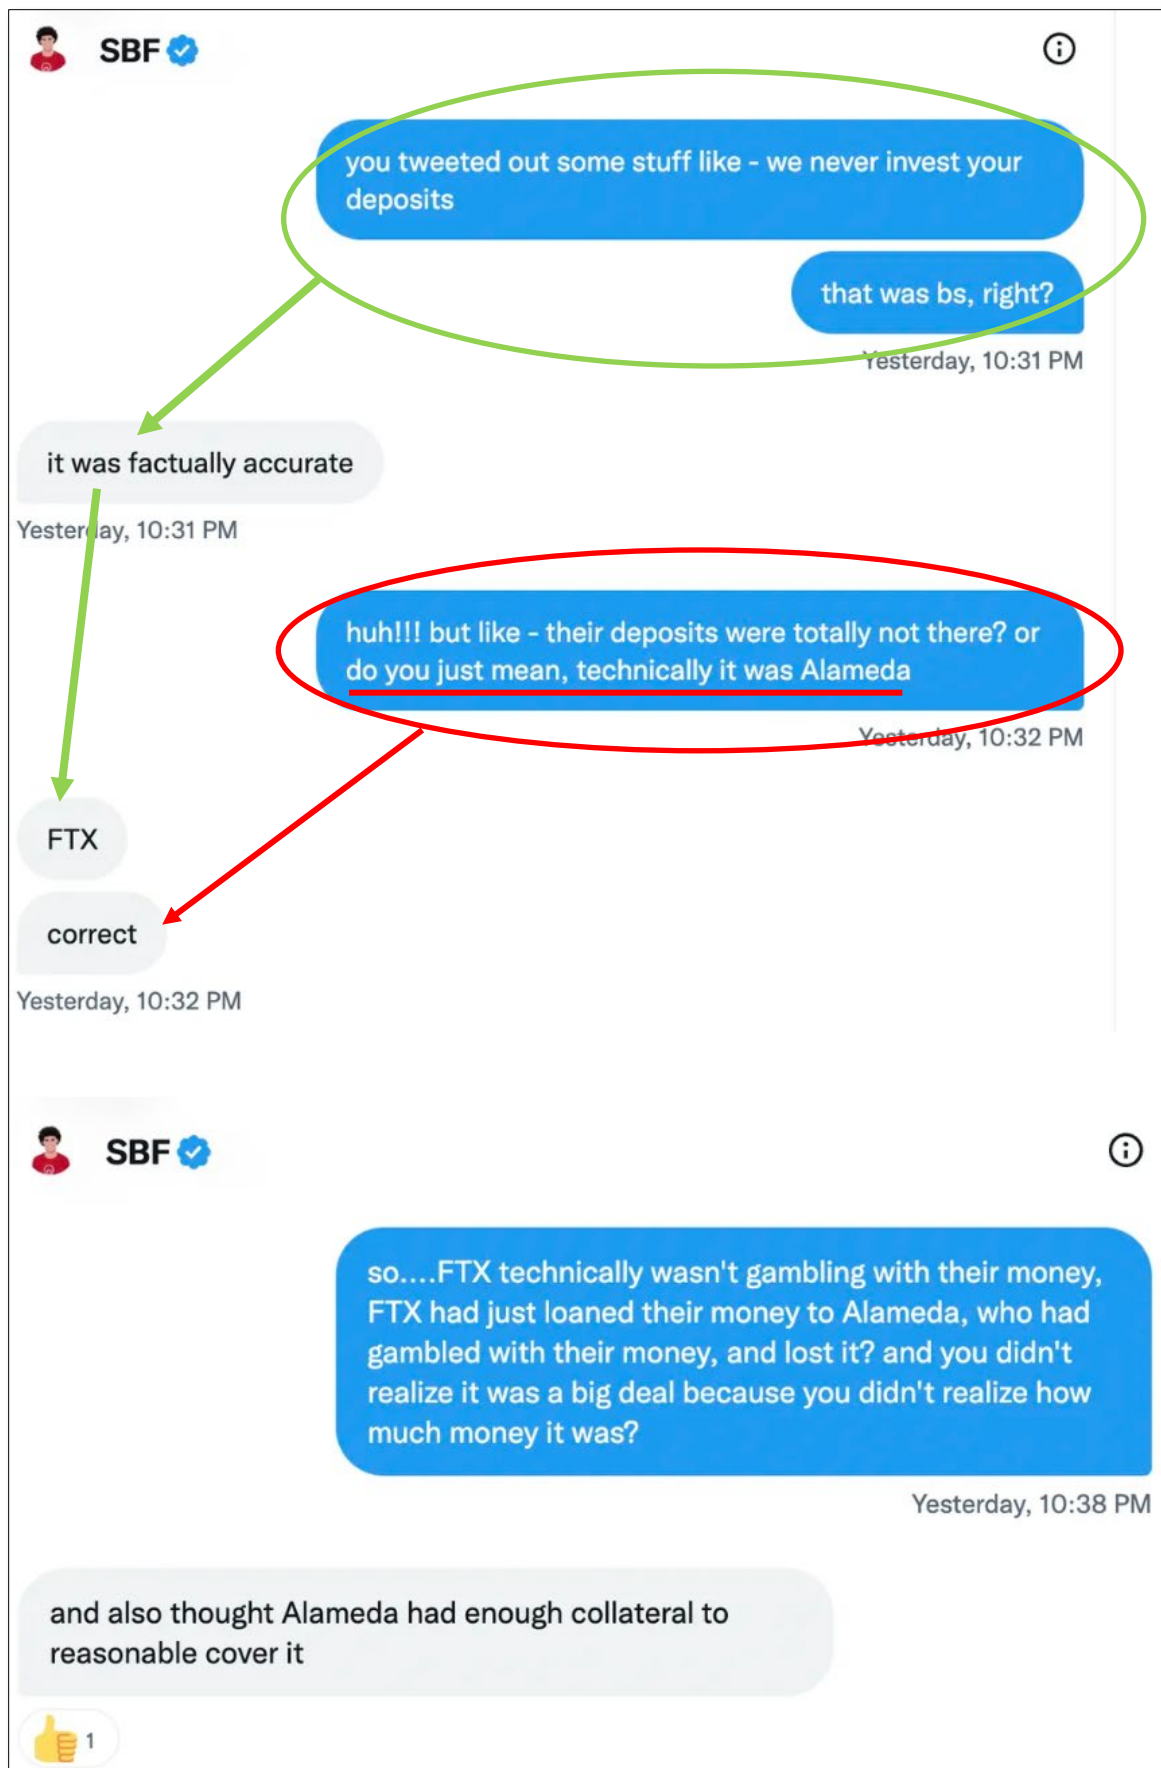 SBF
you tweeted out some stuff like - we never invest your
deposits
that was bs, right?
Yesterday, 10:31 PM
it was factually accurate
Yesterday, 10:31 PM
huh!!! but like - their deposits were totally not there? or
do you just mean, technically it was Alameda
Yesterday, 10:32 PM
FTX
correct
Yesterday, 10:32 PM
SBF
so....FTX technically wasn't gambling with their money,
FTX had just loaned their money to Alameda, who had
gambled with their money, and lost it? and you didn't
realize it was a big deal because you didn't realize how
much money it was?
Yesterday, 10:38 PM
and also thought Alameda had enough collateral to
reasonable cover it
👍 1